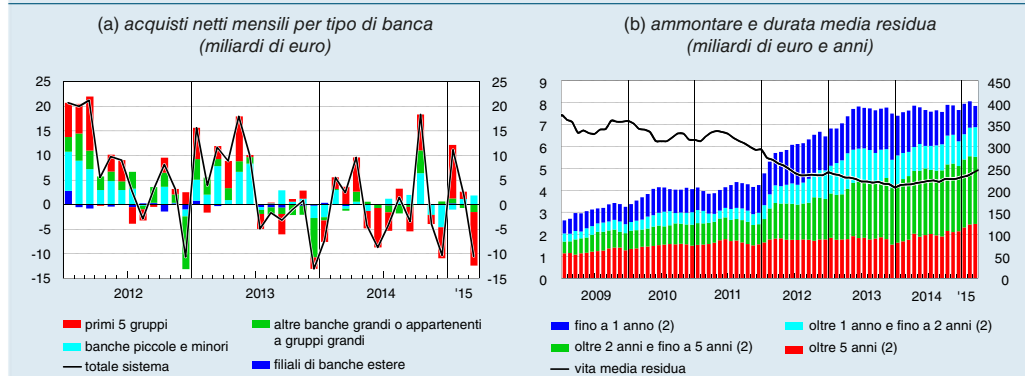 (a) acquisti netti mensili per tipo di banca
(miliardi di euro)
25 25
20 20
15 15
10 10
5 5
0 0
-5 -5
-10 -10
-15 -15
2012 2013 2014 '15
primi 5 gruppi
altre banche grandi o appartenenti
a gruppi grandi
banche piccole e minori
totale sistema
filiali di banche estere
(b) ammontare e durata media residua
(miliardi di euro e anni)
9 450
8 400
7 350
6 300
5 250
4 200
3 150
2 100
1 50
0 0
2009 2010 2011 2012 2013 2014 '15
fino a 1 anno (2)
oltre 1 anno e fino a 2 anni (2)
oltre 2 anni e fino a 5 anni (2)
oltre 5 anni (2)
vita media residua